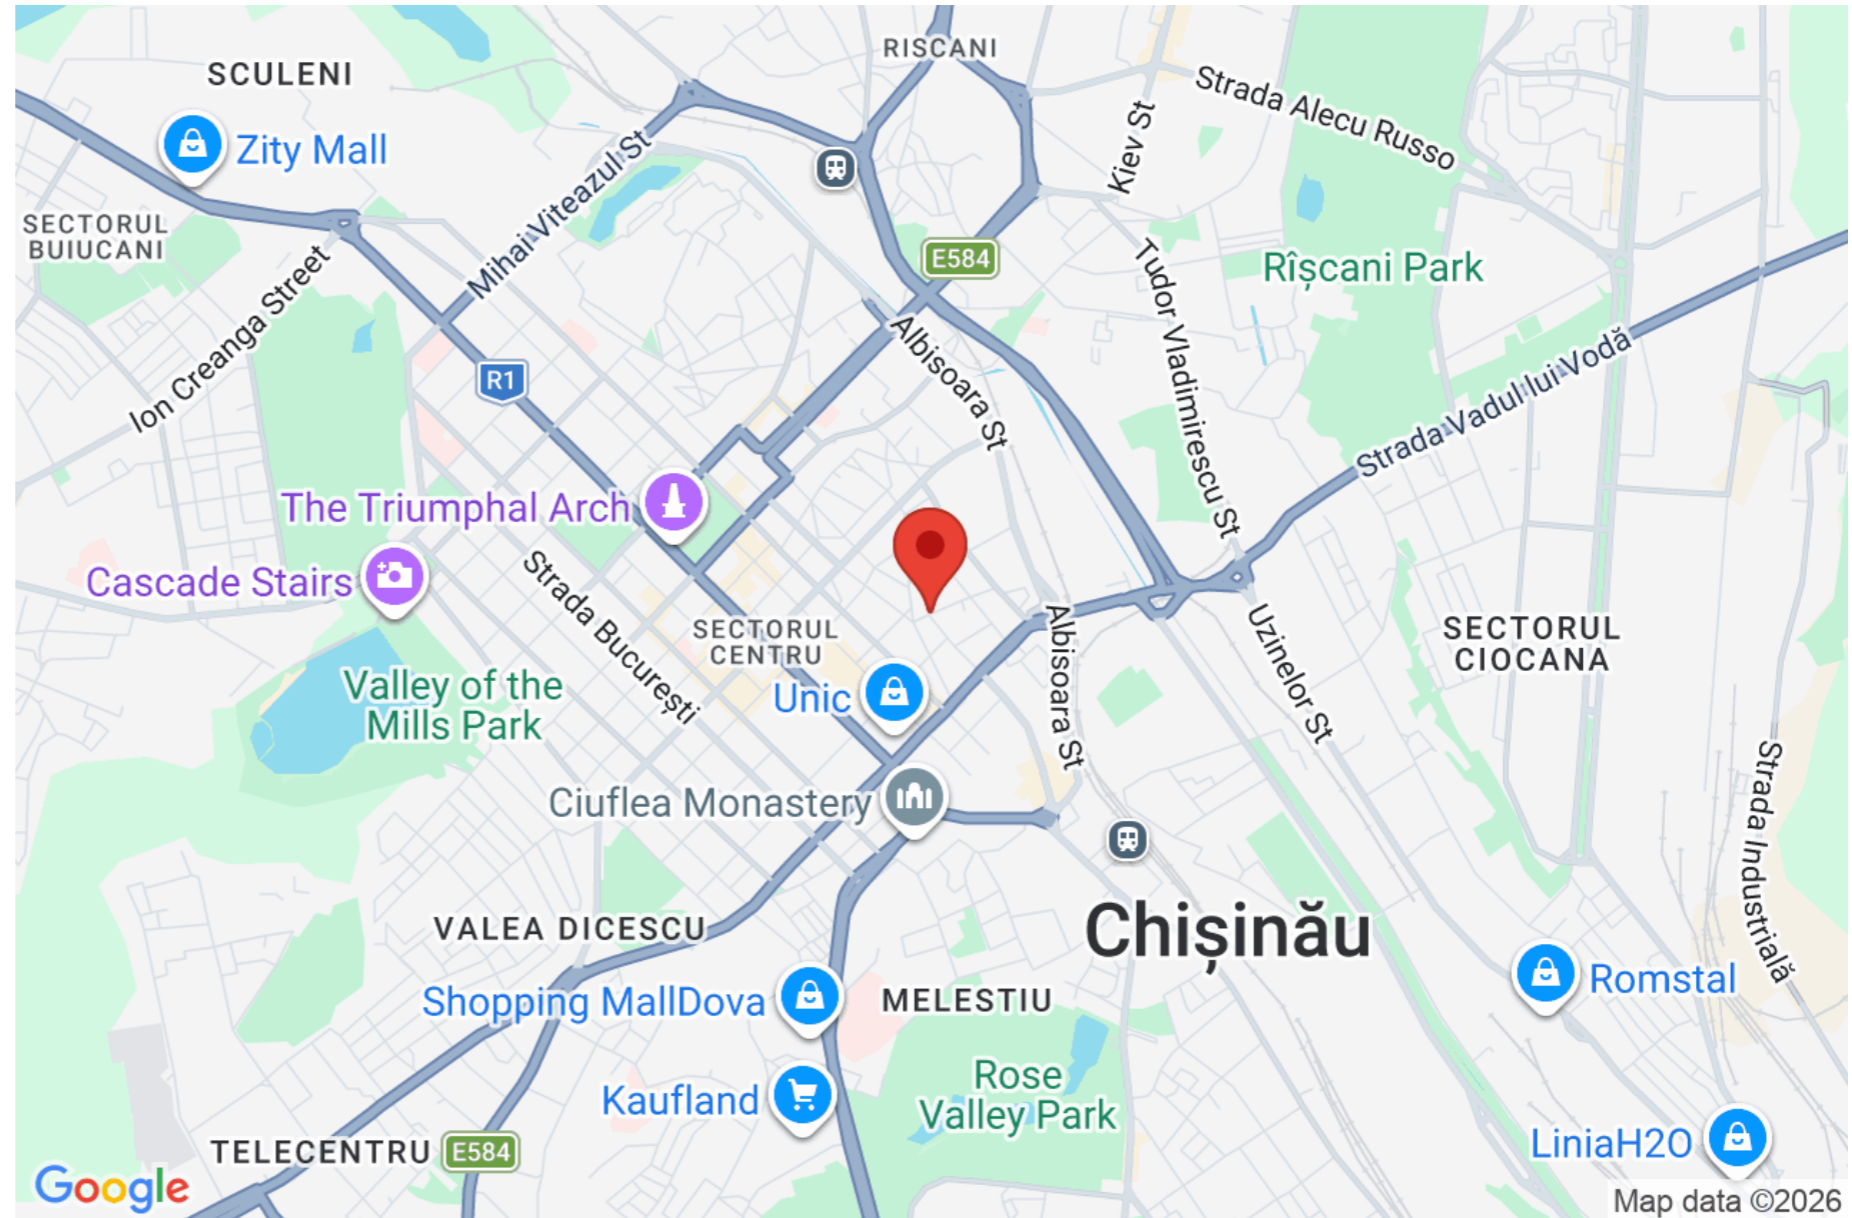 RISCANI
SCULENI
Strada Alecu Russo
Zity Mall
Kiev St
Mihai Viteazul St
SECTORUL
BUIUCANI
E584
Rîșcani Park
Ion Creanga Street
Tudor Vladimirescu St
Albisoara St
R1
Strada Vadul lui Vodă
The Triumphal Arch
Cascade Stairs
Strada București
SECTORUL
CENTRU
Albisoara St
Uzinelor St
SECTORUL
CIOCANA
Valley of the
Mills Park
Unic
Ciuflea Monastery
Strada Industrială
VALEA DICESCU
Chișinău
Romstal
Shopping MallDova
MELESTIU
Rose
Valley Park
Kaufland
TELECENTRU
E584
LiniaH2O
Google
Map data ©2026